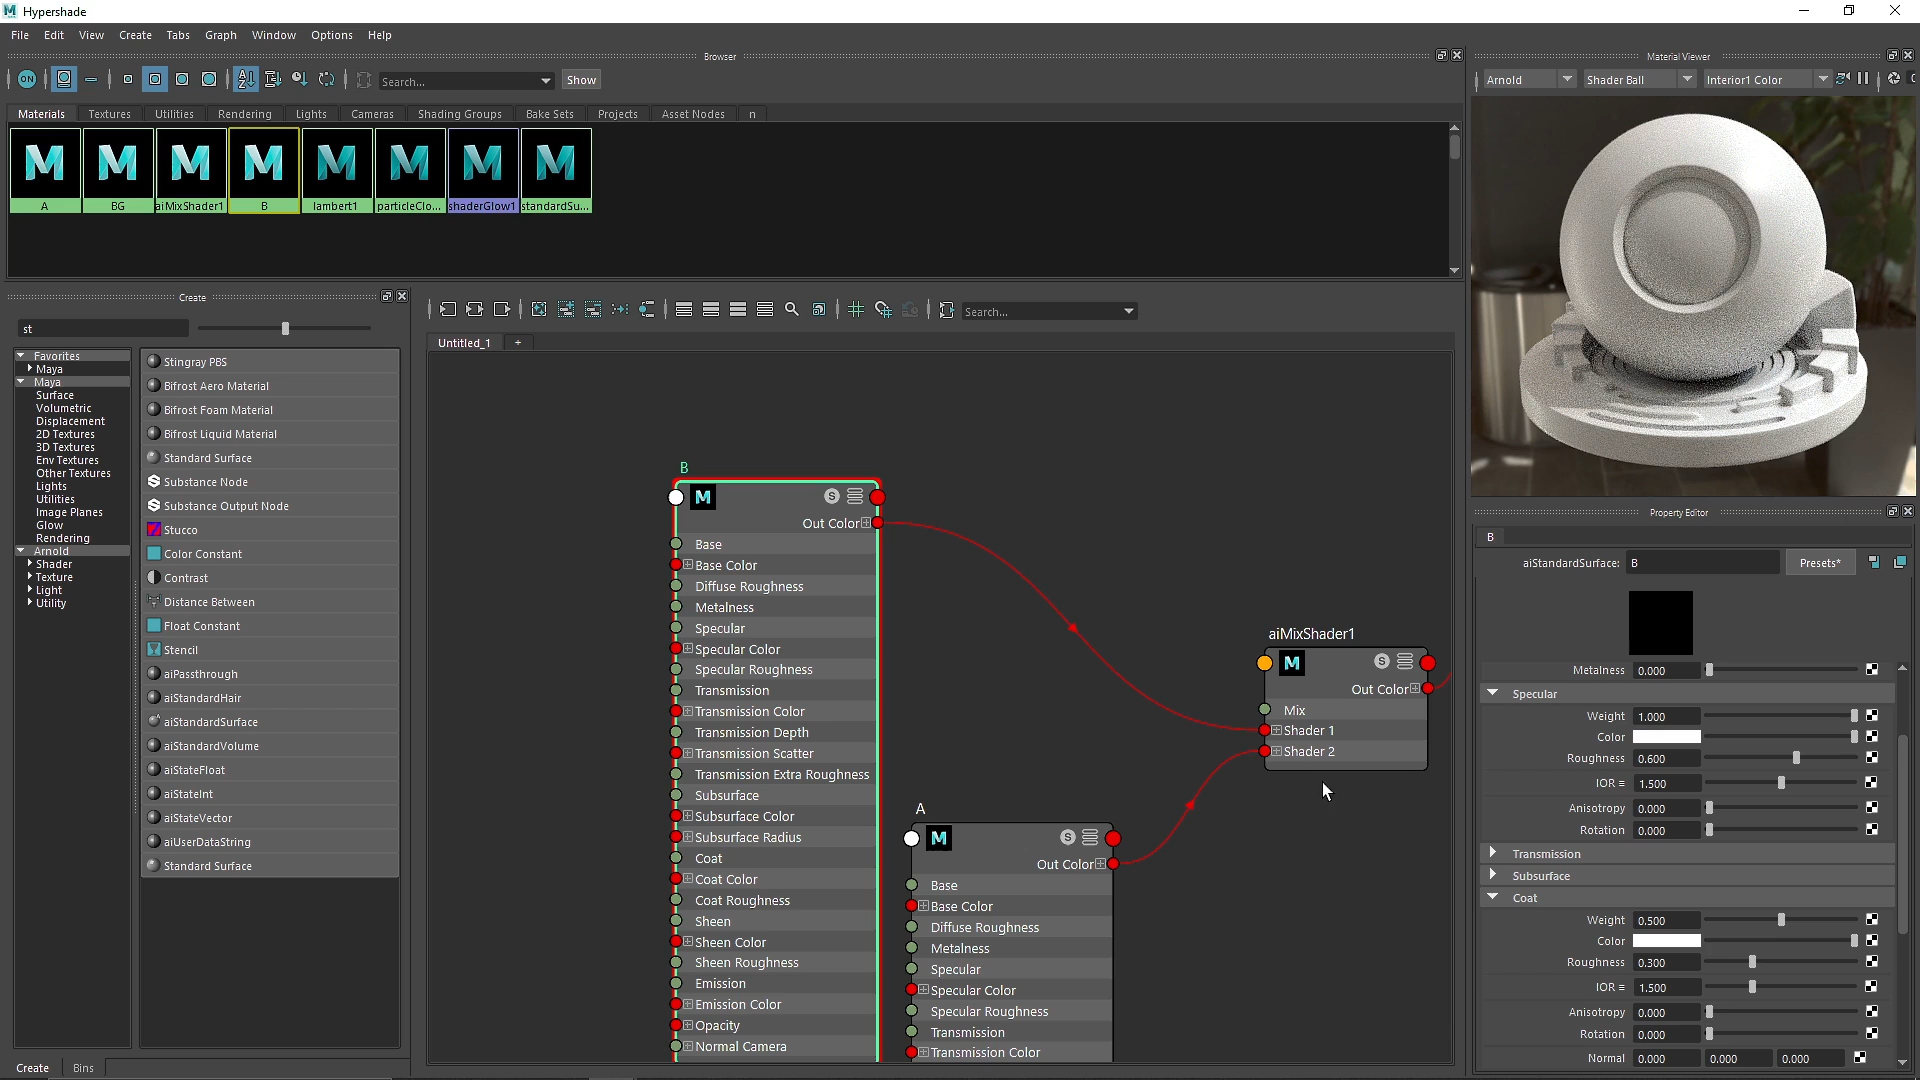 Hypershade
File Edit View Create Tabs Graph Window Options Help
Browser
ON
Search...
Show
Materials Textures Utilities Rendering Lights Cameras Shading Groups Bake Sets Projects Asset Nodes n
A BG aiMixShader1 B lambert1 particleClo... shaderGlow1 standardSu...
Create
st
Favorites
Maya
Maya
Surface
Volumetric
Displacement
2D Textures
3D Textures
Env Textures
Other Textures
Lights
Utilities
Image Planes
Glow
Rendering
Arnold
Shader
Texture
Light
Utility
Stingray PBS
Bifrost Aero Material
Bifrost Foam Material
Bifrost Liquid Material
Standard Surface
Substance Node
Substance Output Node
Stucco
Color Constant
Contrast
Distance Between
Float Constant
Stencil
aiPassthrough
aiStandardHair
aiStandardSurface
aiStandardVolume
aiStateFloat
aiStateInt
aiStateVector
aiUserDataString
Standard Surface
Create Bins
Search...
Untitled_1 +
B
M S
Out Color
Base
Base Color
Diffuse Roughness
Metalness
Specular
Specular Color
Specular Roughness
Transmission
Transmission Color
Transmission Depth
Transmission Scatter
Transmission Extra Roughness
Subsurface
Subsurface Color
Subsurface Radius
Coat
Coat Color
Coat Roughness
Sheen
Sheen Color
Sheen Roughness
Emission
Emission Color
Opacity
Normal Camera
A
M S
Out Color
Base
Base Color
Diffuse Roughness
Metalness
Specular
Specular Color
Specular Roughness
Transmission
Transmission Color
aiMixShader1
M S
Out Color
Mix
Shader 1
Shader 2
Material Viewer
Arnold Shader Ball Interior1 Color
Property Editor
B
aiStandardSurface: B Presets*
Metalness 0.000
Specular
Weight 1.000
Color
Roughness 0.600
IOR 1.500
Anisotropy 0.000
Rotation 0.000
Transmission
Subsurface
Coat
Weight 0.500
Color
Roughness 0.300
IOR 1.500
Anisotropy 0.000
Rotation 0.000
Normal 0.000 0.000 0.000